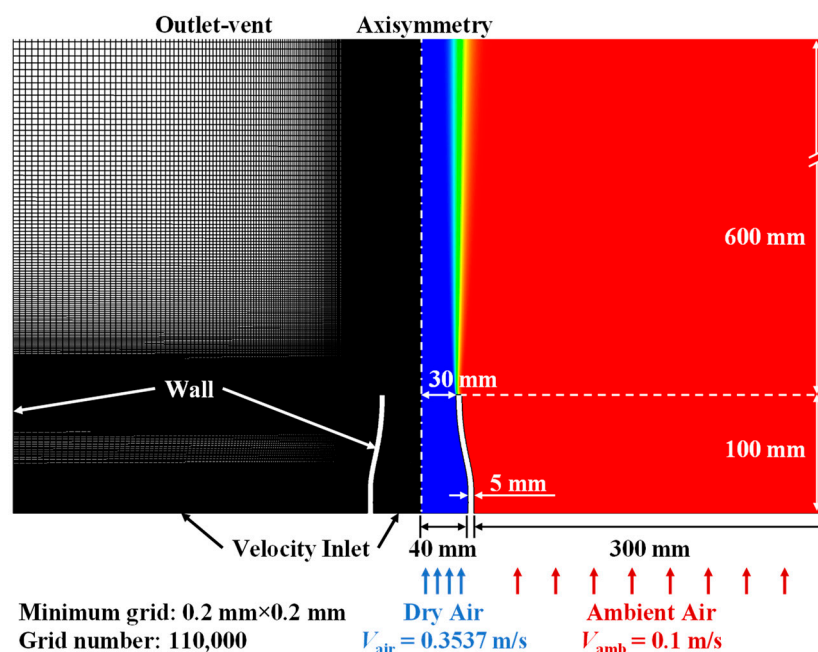 Outlet-vent Axisymmetry
600 mm
30 mm
Wall
100 mm
5 mm
Velocity Inlet 40 mm 300 mm
Minimum grid: 0.2 mm×0.2 mm Dry Air Ambient Air
Grid number: 110,000 Vair = 0.3537 m/s Vamb = 0.1 m/s